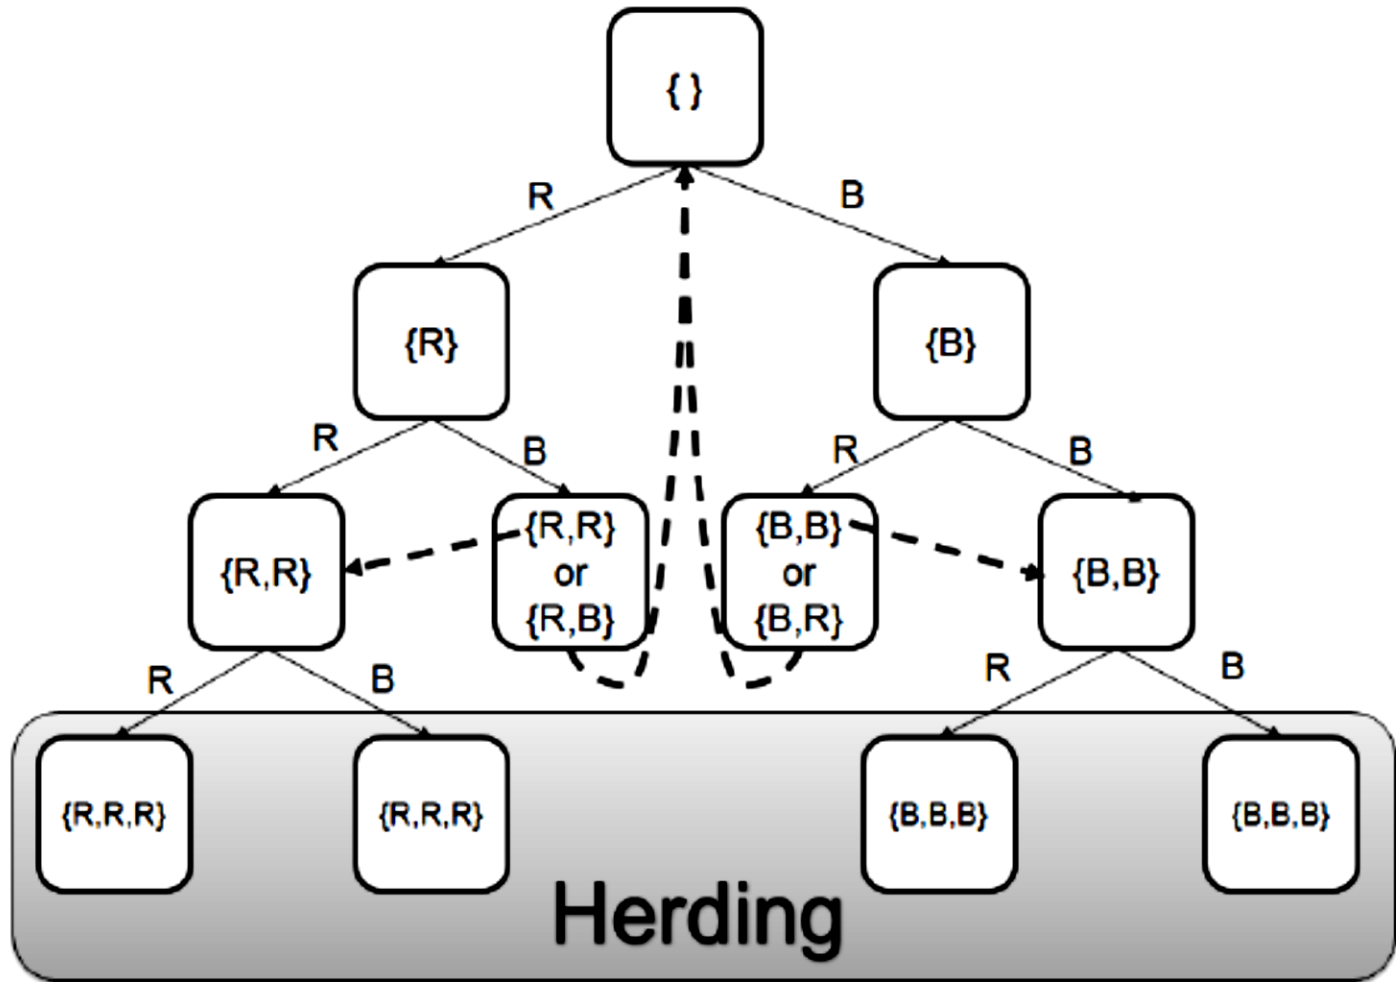 { }
R
B
{R}
{B}
R
B
R
B
{R,R}
{R,R}
or
{R,B}
{B,B}
or
{B,R}
{B,B}
R
B
R
B
{R,R,R}
{R,R,R}
{B,B,B}
{B,B,B}
Herding